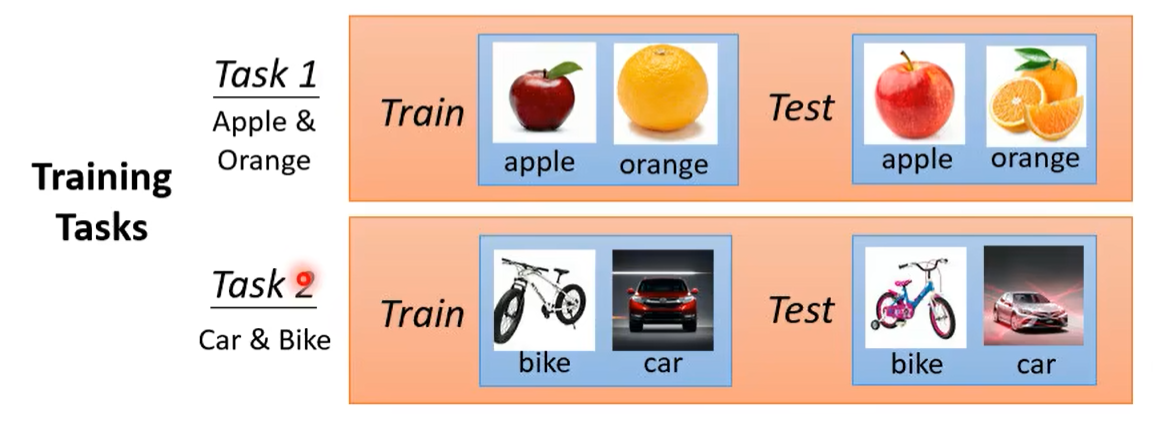 Training
Tasks
Task 1
Apple &
Orange
Train
apple
orange
Test
apple
orange
Task 2
Car & Bike
Train
bike
car
Test
bike
car